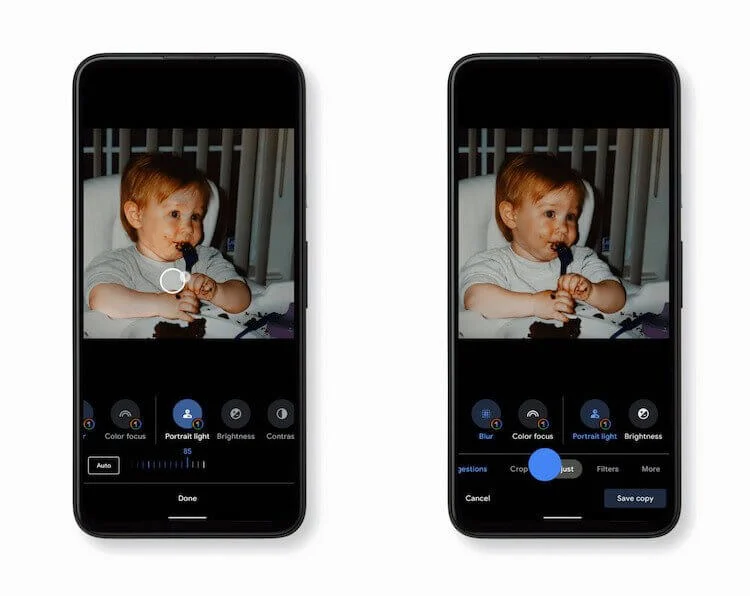 r
Color focus
Portrait light
Brightness
Contras
Auto
85
Done
Blur
Color focus
Portrait light
Brightness
gestions
Crop
just
Filters
More
Cancel
Save copy